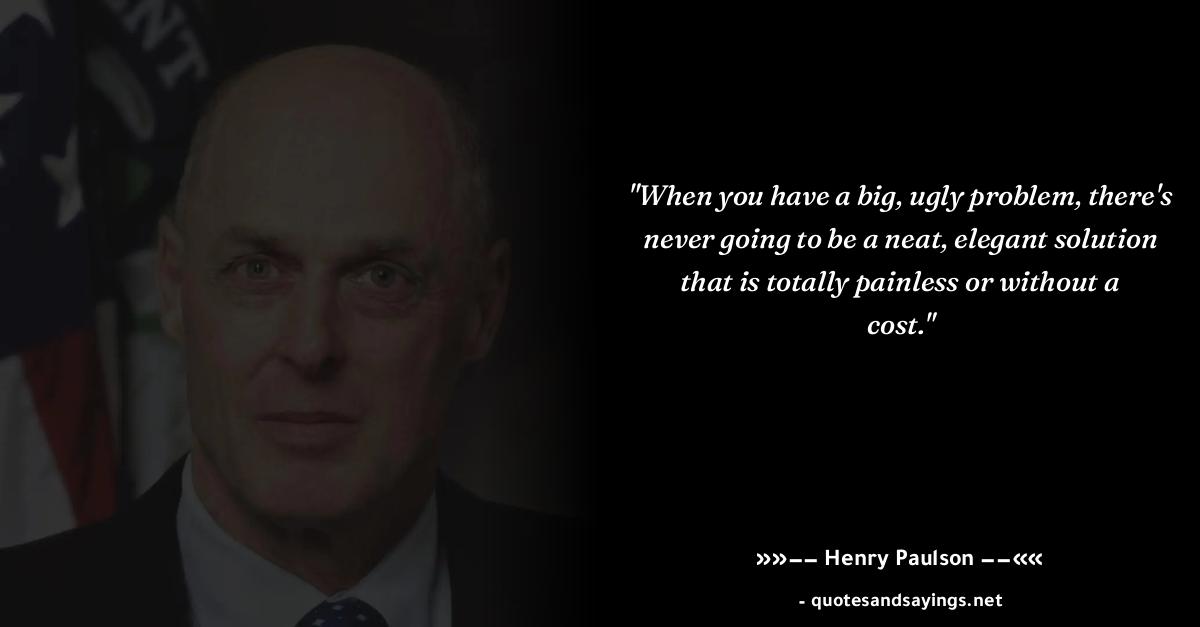 NT
"When you have a big, ugly problem, there's
never going to be a neat, elegant solution
that is totally painless or without a
cost."
»»–– Henry Paulson ––««
- quotesandsayings.net